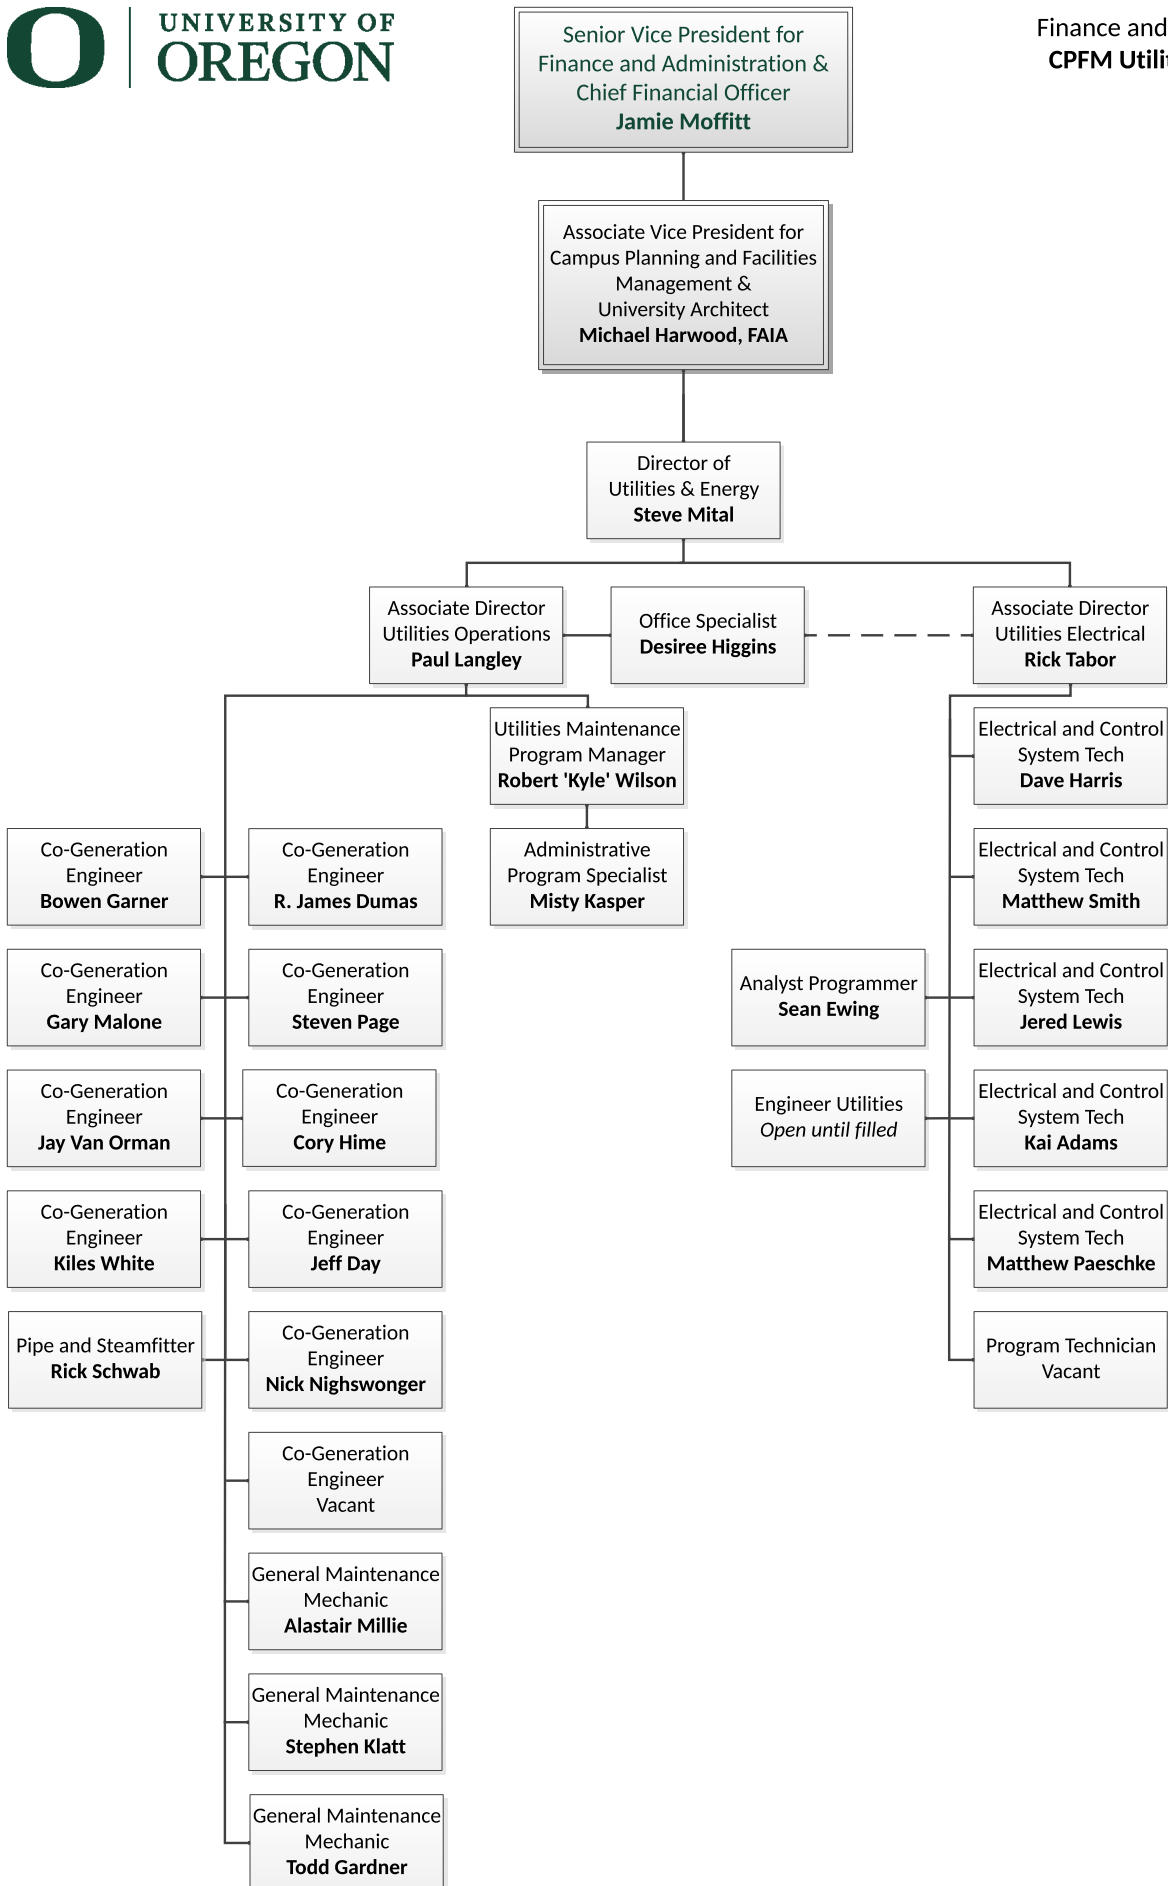 UNIVERSITY OF
OREGON
Finance and
CPFM Utilit
Senior Vice President for
Finance and Administration &
Chief Financial Officer
Jamie Moffitt
Associate Vice President for
Campus Planning and Facilities
Management &
University Architect
Michael Harwood, FAIA
Director of
Utilities & Energy
Steve Mital
Associate Director
Utilities Operations
Paul Langley
Office Specialist
Desiree Higgins
Associate Director
Utilities Electrical
Rick Tabor
Utilities Maintenance
Program Manager
Robert 'Kyle' Wilson
Electrical and Control
System Tech
Dave Harris
Co-Generation
Engineer
Bowen Garner
Co-Generation
Engineer
R. James Dumas
Administrative
Program Specialist
Misty Kasper
Electrical and Control
System Tech
Matthew Smith
Co-Generation
Engineer
Gary Malone
Co-Generation
Engineer
Steven Page
Analyst Programmer
Sean Ewing
Electrical and Control
System Tech
Jered Lewis
Co-Generation
Engineer
Jay Van Orman
Co-Generation
Engineer
Cory Hime
Engineer Utilities
Open until filled
Electrical and Control
System Tech
Kai Adams
Co-Generation
Engineer
Kiles White
Co-Generation
Engineer
Jeff Day
Electrical and Control
System Tech
Matthew Paeschke
Pipe and Steamfitter
Rick Schwab
Co-Generation
Engineer
Nick Nighswonger
Program Technician
Vacant
Co-Generation
Engineer
Vacant
General Maintenance
Mechanic
Alastair Millie
General Maintenance
Mechanic
Stephen Klatt
General Maintenance
Mechanic
Todd Gardner